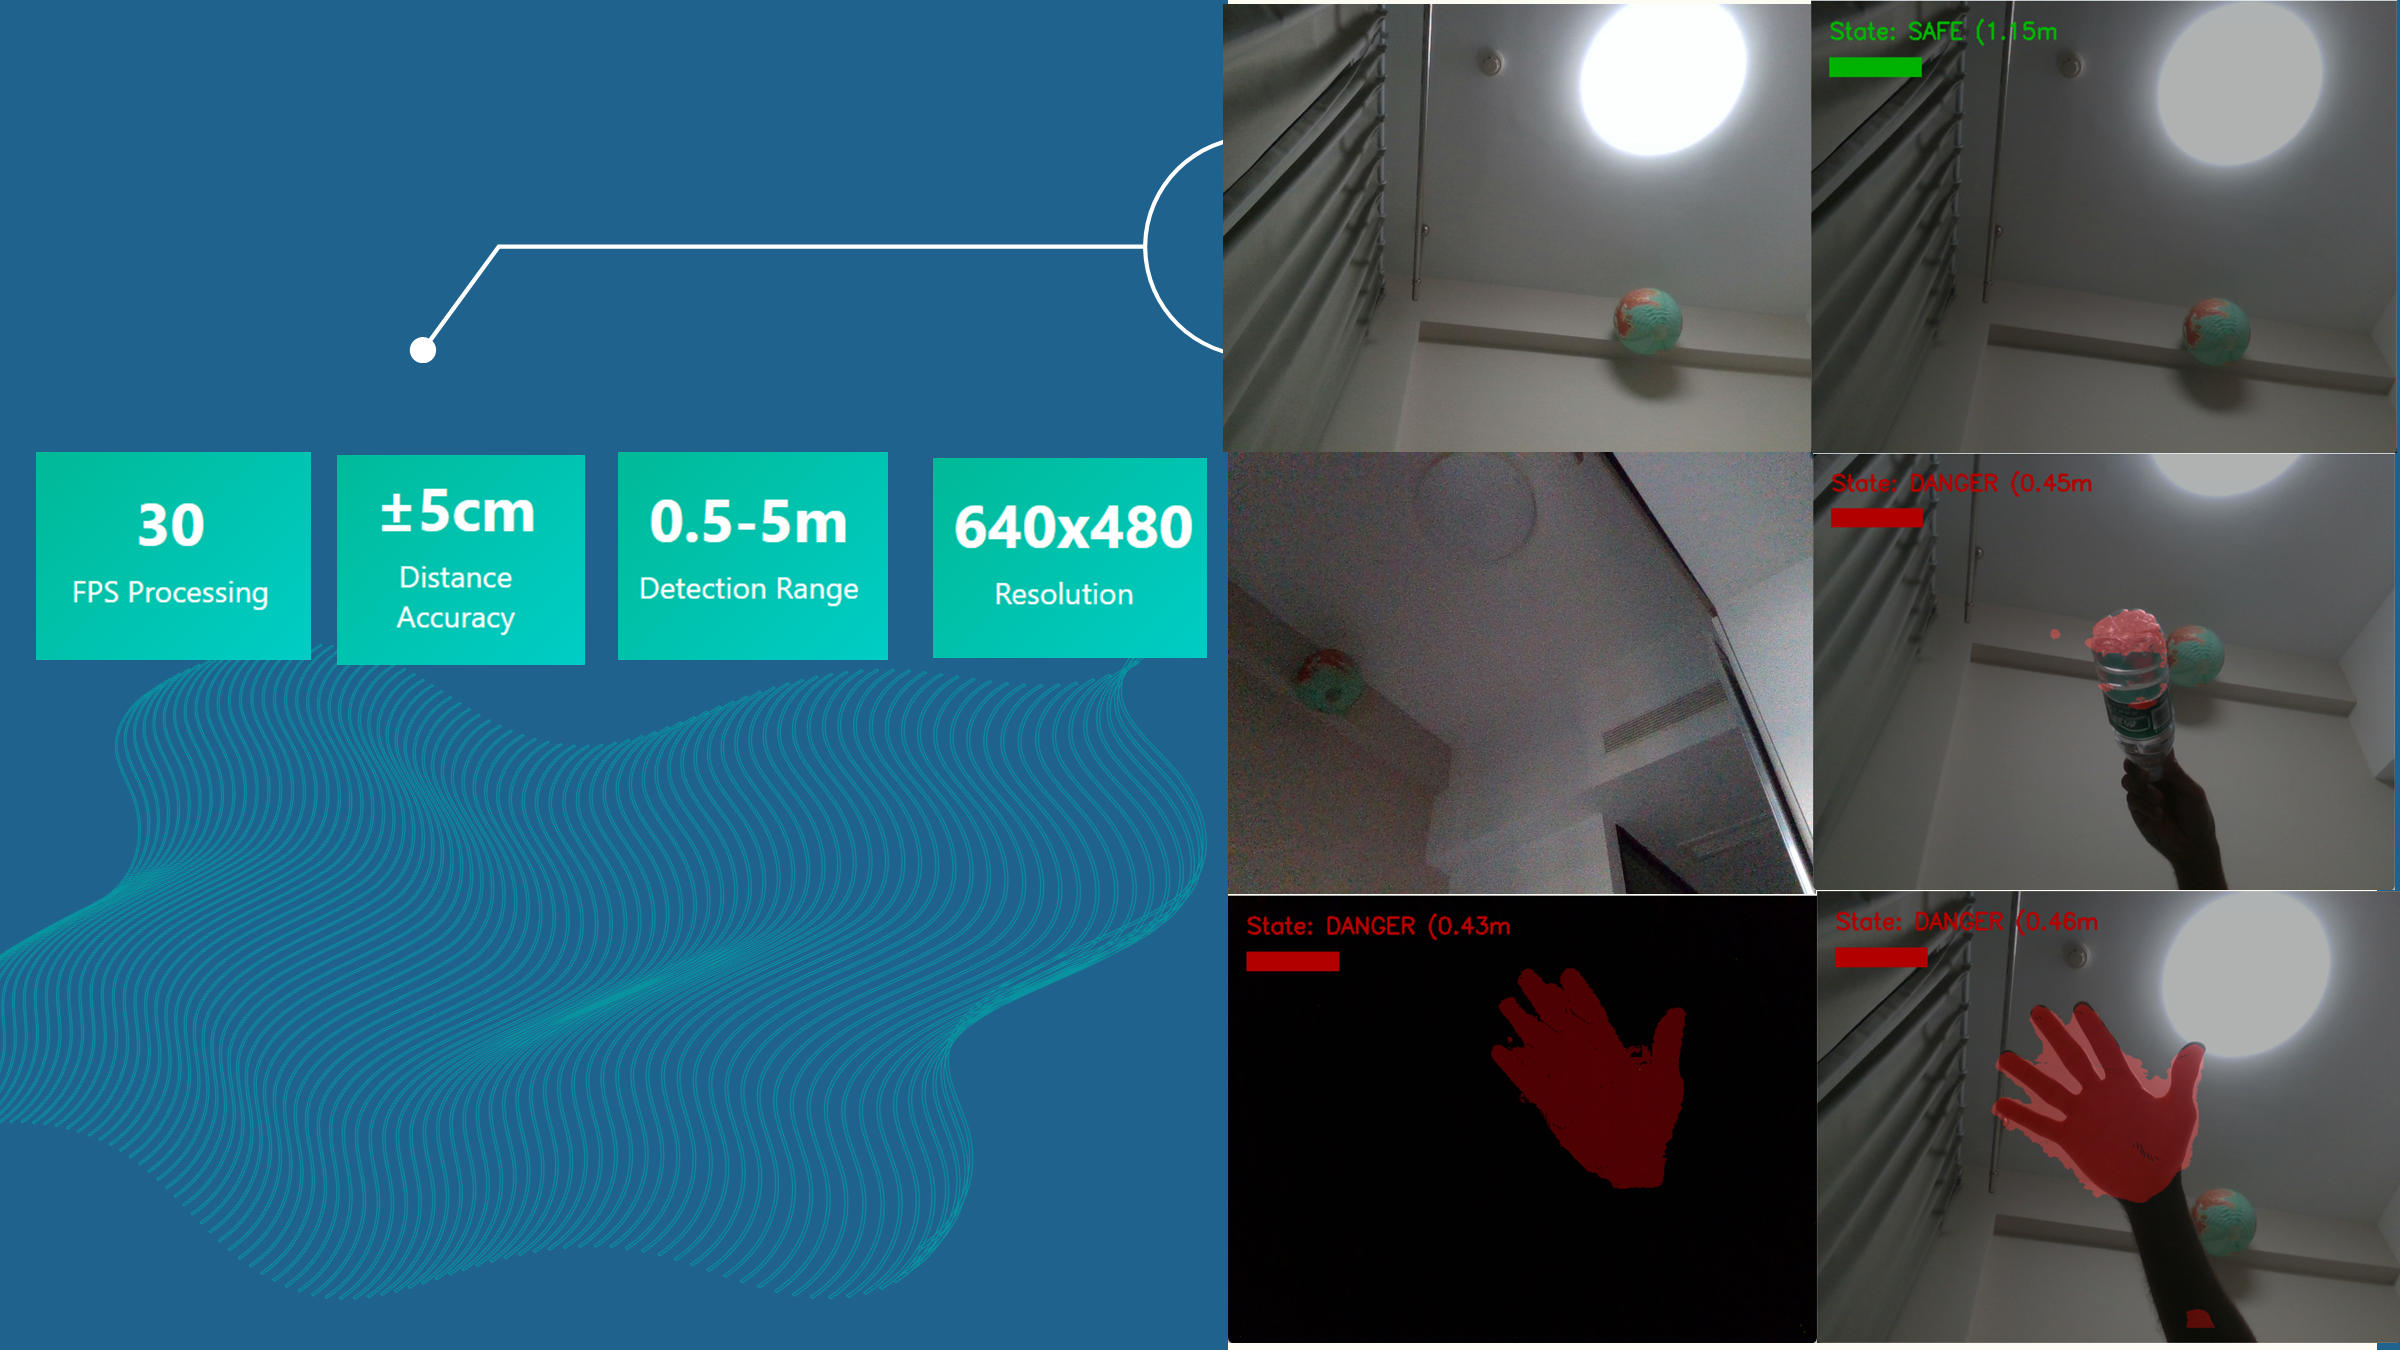 30
FPS Processing
±5cm
Distance
Accuracy
0.5-5m
Detection Range
640x480
Resolution
State: SAFE (1.15m
State: DANGER (0.45m
State: DANGER (0.43m
State: DANGER (0.46m